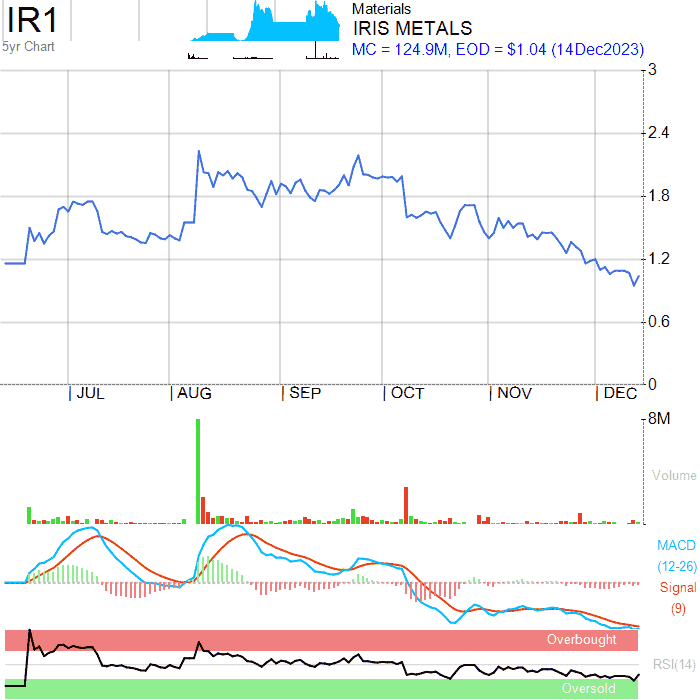 IR1
5yr Chart
Materials
IRIS METALS
MC = 124.9M, EOD = $1.04 (14Dec2023)
3
2.4
1.8
1.2
0.6
0
JUL AUG SEP OCT NOV DEC
8M
Volume
MACD
(12-26)
Signal
(9)
Overbought
RSI(14)
Oversold